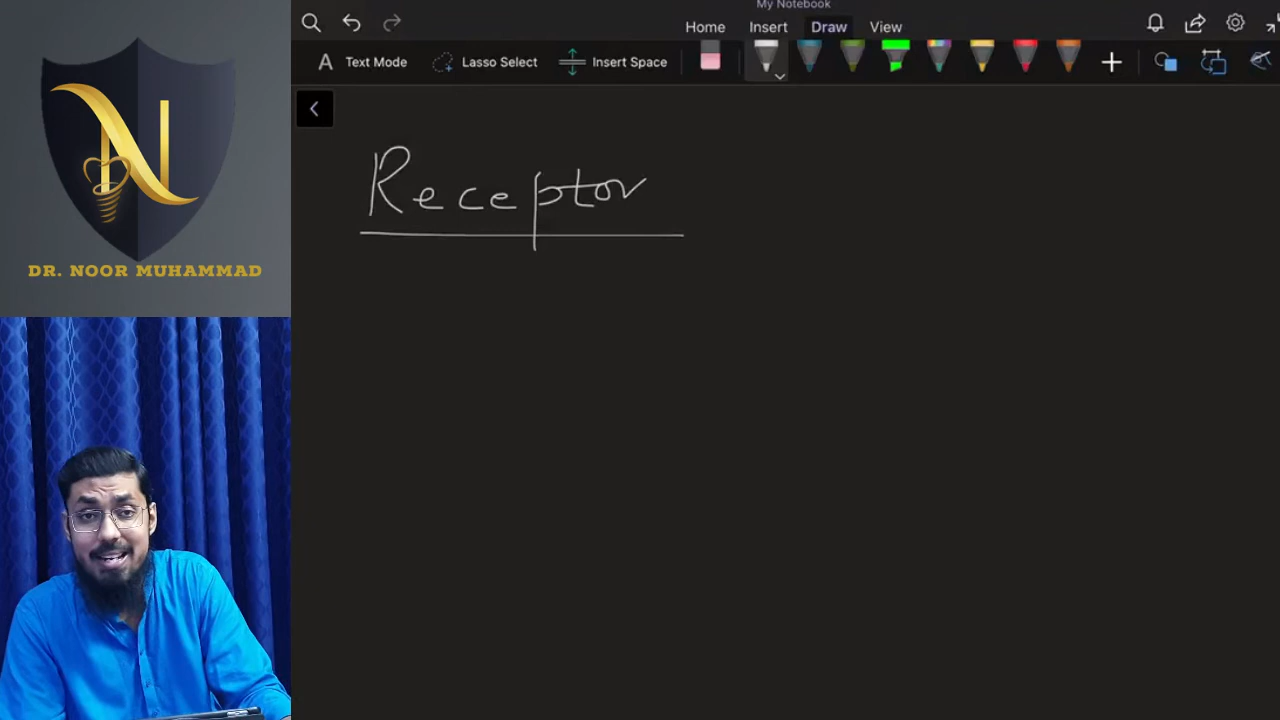 My Notebook
Home Insert Draw View
A Text Mode Lasso Select Insert Space
Receptor
N
DR. NOOR MUHAMMAD